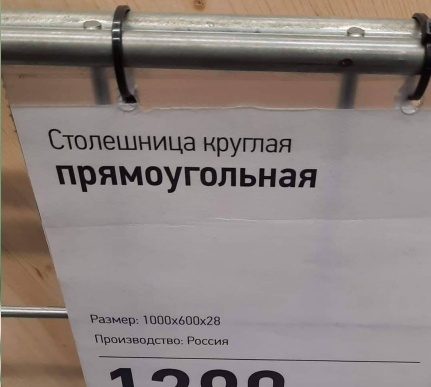 Столешница круглая
прямоугольная
Размер: 1000х600х28
Производство: Россия